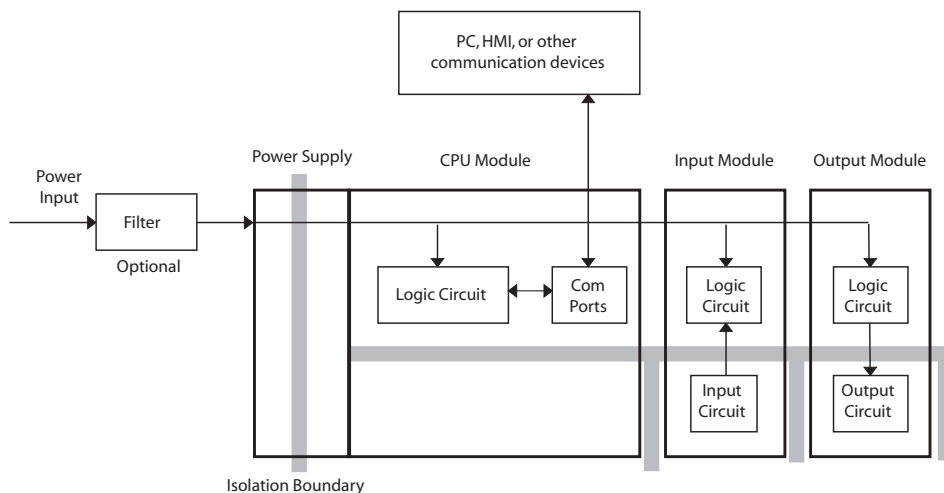 PC, HMI, or other
communication devices
Power Supply
CPU Module
Input Module
Output Module
Power
Input
Filter
Optional
Logic Circuit
Com
Ports
Logic
Circuit
Logic
Circuit
Input
Circuit
Output
Circuit
Isolation Boundary